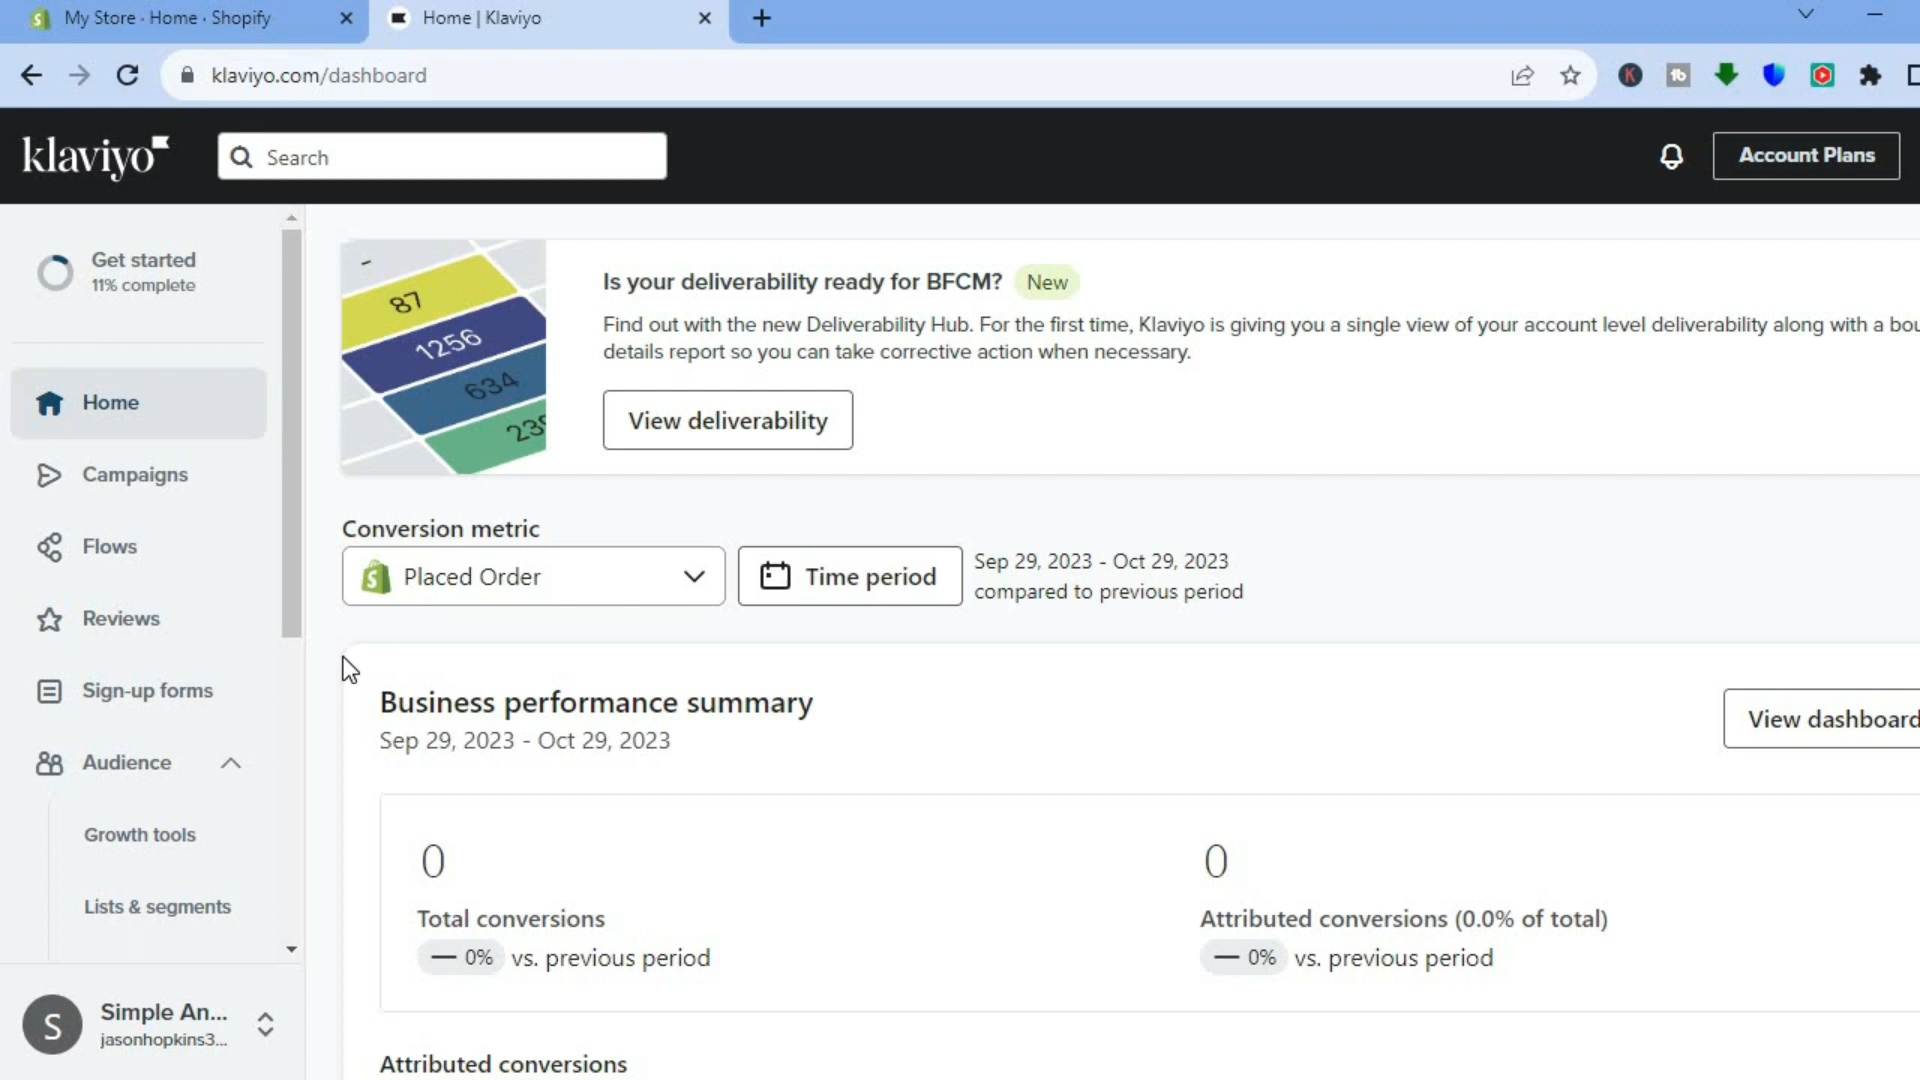 My Store · Home · Shopify
Home | Klaviyo
klaviyo.com/dashboard
klaviyo
Search
Account Plans
Get started
11% complete
Home
Campaigns
Flows
Reviews
Sign-up forms
Audience
Growth tools
Lists & segments
S
Simple An...
jasonhopkins3...
87
1256
634
Is your deliverability ready for BFCM?
New
Find out with the new Deliverability Hub. For the first time, Klaviyo is giving you a single view of your account level deliverability along with a
details report so you can take corrective action when necessary.
View deliverability
Conversion metric
Placed Order
Time period
Sep 29, 2023 - Oct 29, 2023
compared to previous period
Business performance summary
Sep 29, 2023 - Oct 29, 2023
View dashboard
0
Total conversions
— 0% vs. previous period
0
Attributed conversions (0.0% of total)
— 0% vs. previous period
Attributed conversions